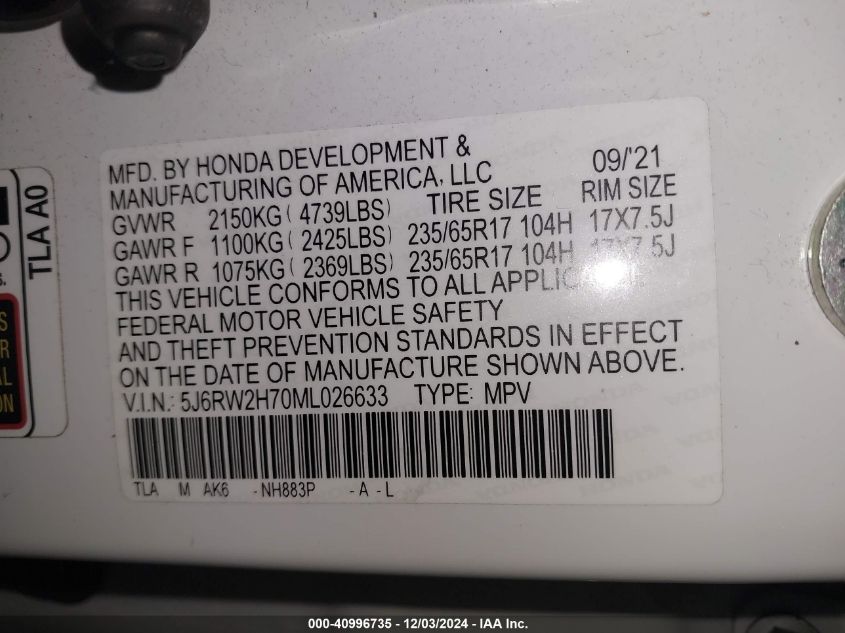 MFD. BY HONDA DEVELOPMENT & 09/'21
MANUFACTURING OF AMERICA, LLC
GVWR 2150KG ( 4739LBS) TIRE SIZE RIM SIZE
GAWR F 1100KG ( 2425LBS) 235/65R17 104H 17X7.5J
GAWR R 1075KG ( 2369LBS) 235/65R17 104H 17X7.5J
THIS VEHICLE CONFORMS TO ALL
FEDERAL MOTOR VEHICLE SAFETY
AND THEFT PREVENTION STANDARDS IN EFFECT
ON THE DATE OF MANUFACTURE SHOWN ABOVE.
V.I.N.: 5J6RW2H70ML026633 TYPE: MPV
TLA M AK6 -NH883P -A -L
TLA A0
000-40996735 - 12/03/2024 - IAA Inc.